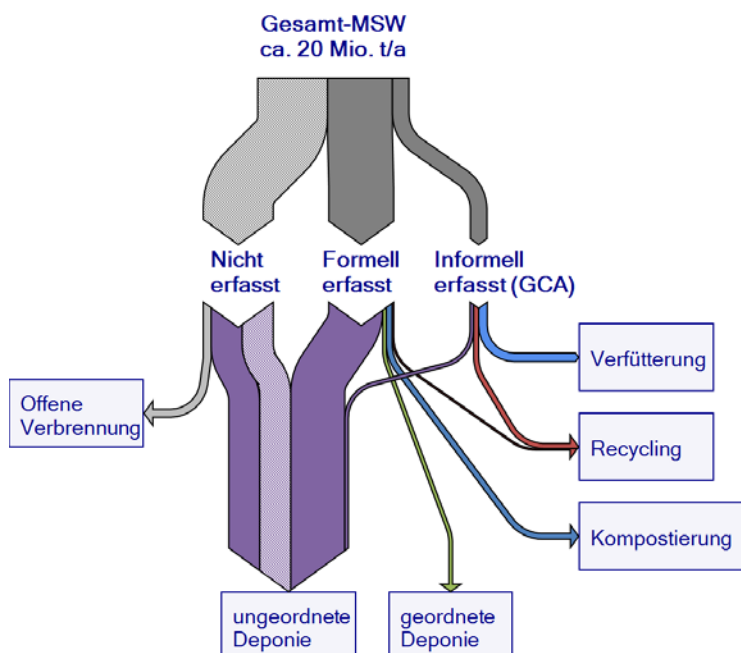 Gesamt-MSW
ca. 20 Mio. t/a
Nicht
erfasst
Formell
erfasst
Informell
erfasst (GCA)
Verfütterung
Offene
Verbrennung
Recycling
Kompostierung
ungeordnete
Deponie
geordnete
Deponie